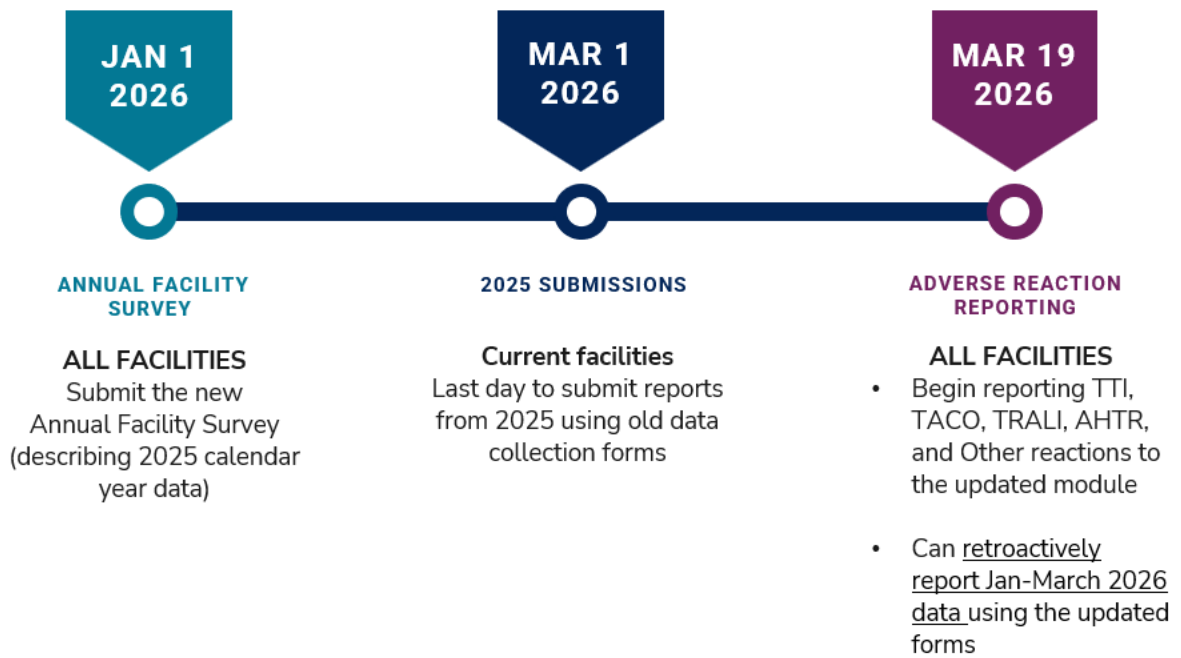 JAN 1
2026
MAR 1
2026
MAR 19
2026
ANNUAL FACILITY
SURVEY
ALL FACILITIES
Submit the new
Annual Facility Survey
(describing 2025 calendar
year data)
2025 SUBMISSIONS
Current facilities
Last day to submit reports
from 2025 using old data
collection forms
ADVERSE REACTION
REPORTING
ALL FACILITIES
• Begin reporting TTI,
TACO, TRALI, AHTR,
and Other reactions to
the updated module
• Can retroactively
report Jan-March 2026
data using the updated
forms